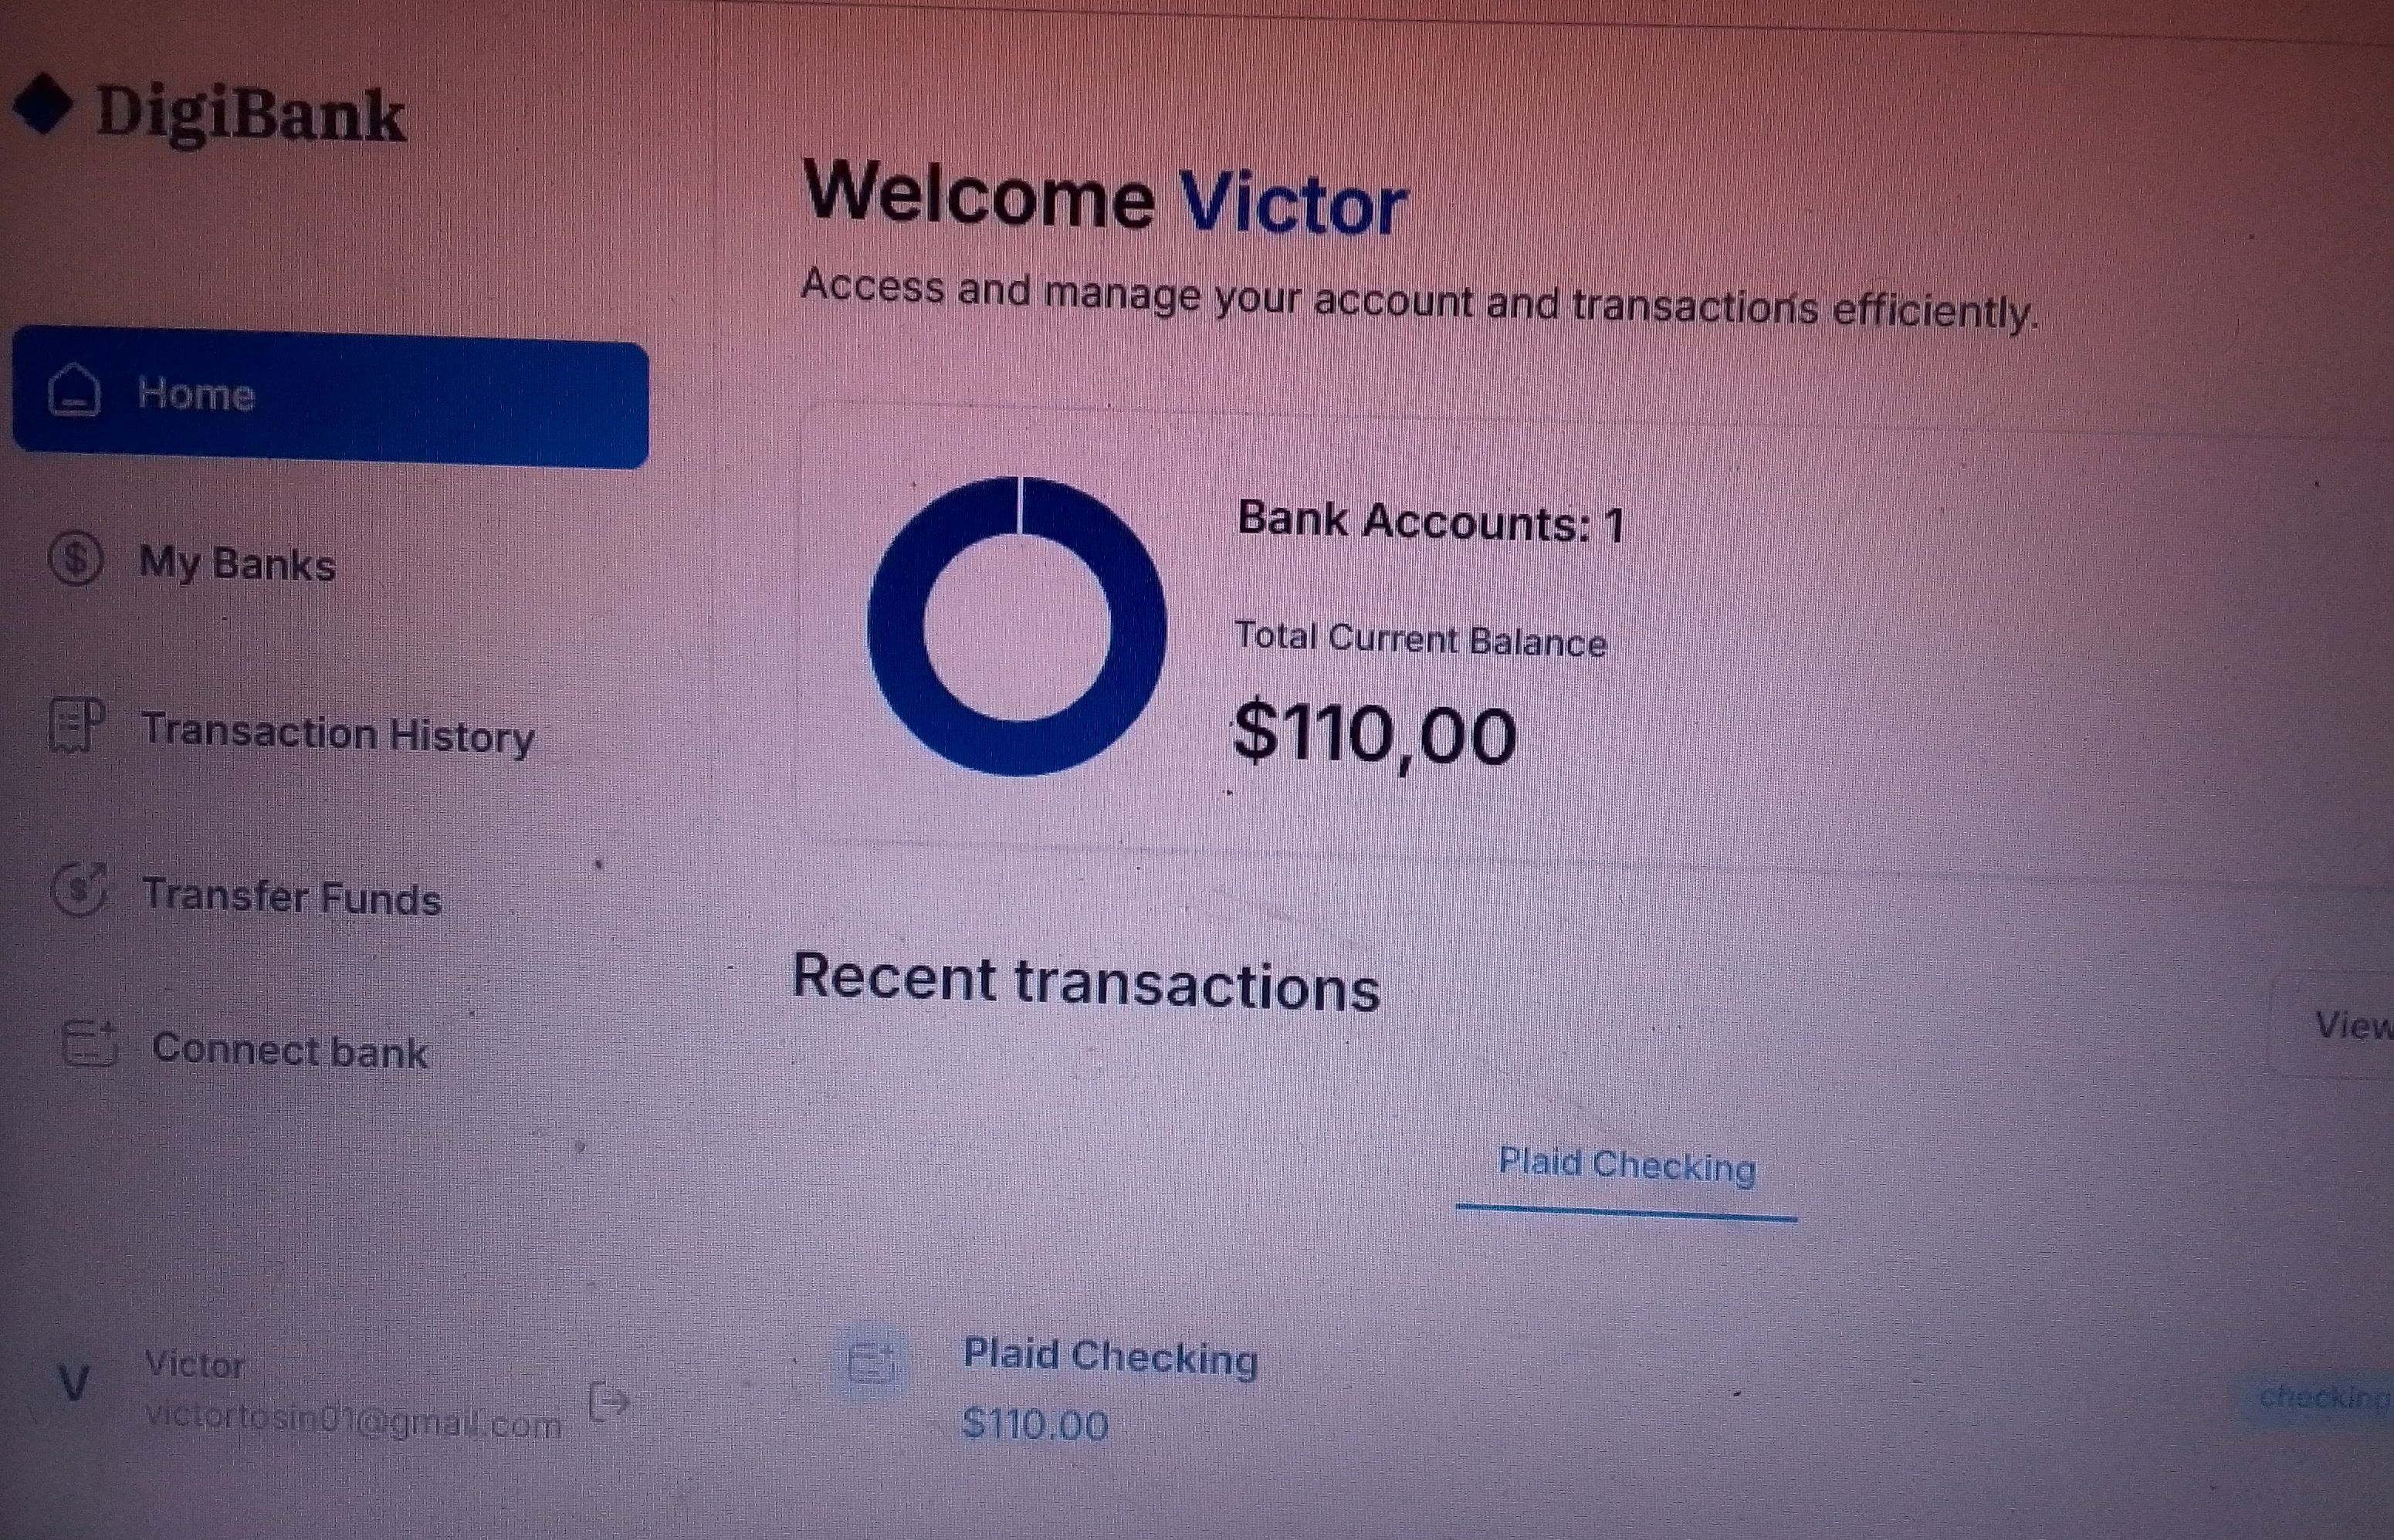 DigiBank
Home
My Banks
Transaction History
Transfer Funds
Connect bank
Victor
victortosin01@gmail.com
V
Welcome Victor
Access and manage your account and transactions efficiently.
Bank Accounts: 1
Total Current Balance
$110,00
Recent transactions
View
Plaid Checking
Plaid Checking
$110.00
checking